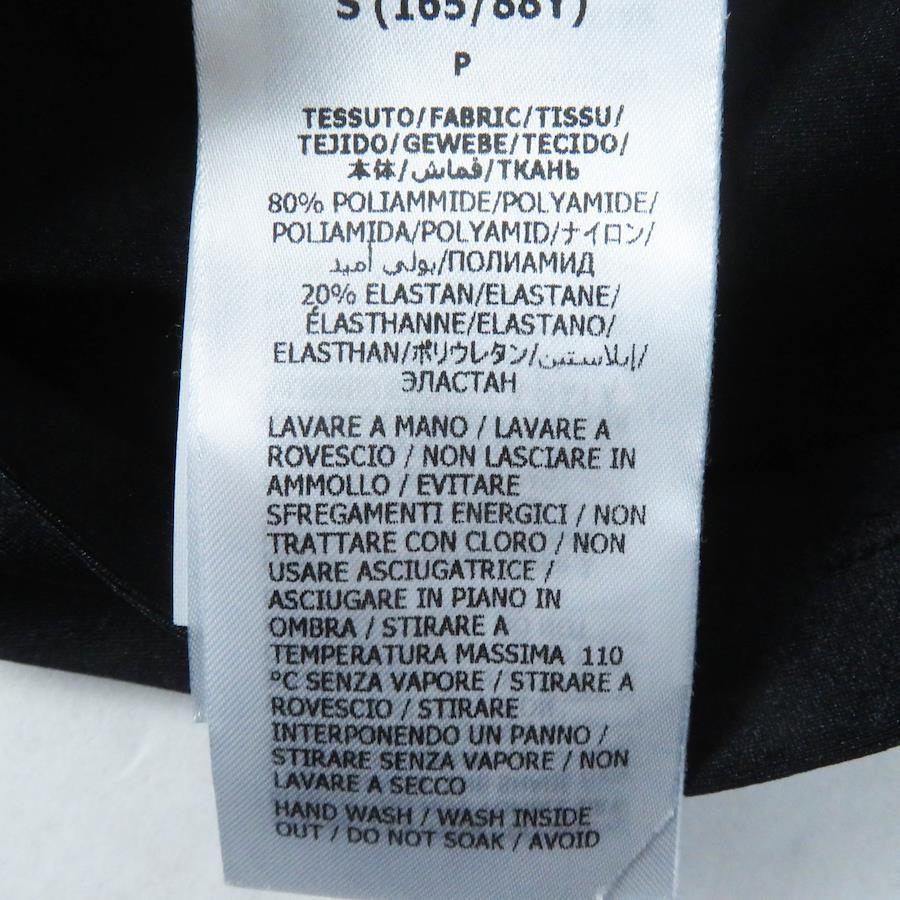 S (165/88Y)
P
TESSUTO/FABRIC/TISSU/
TEJIDO/GEWEBE/TECIDO/
本体/قماش/ТКАНЬ
80% POLIAMMIDE/POLYAMIDE/
POLIAMIDA/POLYAMID/ナイロン/
بولي أميد/ПОЛИАМИД
20% ELASTAN/ELASTANE/
ÉLASTHANNE/ELASTANO/
ELASTHAN/ポリウレタン/إيلاستين/
ЭЛАСТАН
LAVARE A MANO / LAVARE A
ROVESCIO / NON LASCIARE IN
AMMOLLO / EVITARE
SFREGAMENTI ENERGICI / NON
TRATTARE CON CLORO / NON
USARE ASCIUGATRICE /
ASCIUGARE IN PIANO IN
OMBRA / STIRARE A
TEMPERATURA MASSIMA 110
°C SENZA VAPORE / STIRARE A
ROVESCIO / STIRARE
INTERPONENDO UN PANNO /
STIRARE SENZA VAPORE / NON
LAVARE A SECCO
HAND WASH / WASH INSIDE
OUT / DO NOT SOAK / AVOID